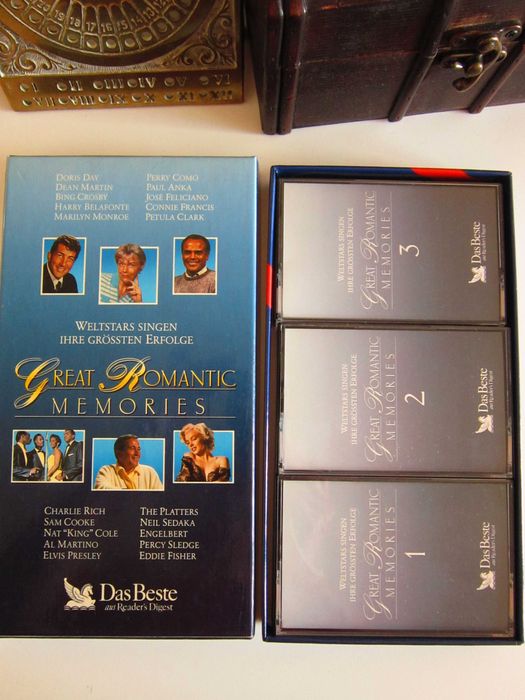 DORIS DAY
DEAN MARTIN
BING CROSBY
HARRY BELAFONTE
MARILYN MONROE
PERRY COMO
PAUL ANKA
JOSÉ FELICIANO
CONNIE FRANCIS
PETULA CLARK
WELTSTARS SINGEN
IHRE GRÖSSTEN ERFOLGE
GREAT ROMANTIC
MEMORIES
CHARLIE RICH
SAM COOKE
NAT "KING" COLE
AL MARTINO
ELVIS PRESLEY
THE PLATTERS
NEIL SEDAKA
ENGELBERT
PERCY SLEDGE
EDDIE FISHER
Das Beste
aus Reader's Digest
WELTSTARS SINGEN
IHRE GRÖSSTEN ERFOLGE
GREAT ROMANTIC
MEMORIES
3
Das Beste
aus Reader's Digest
WELTSTARS SINGEN
IHRE GRÖSSTEN ERFOLGE
GREAT ROMANTIC
MEMORIES
2
Das Beste
aus Reader's Digest
WELTSTARS SINGEN
IHRE GRÖSSTEN ERFOLGE
GREAT ROMANTIC
MEMORIES
1
Das Beste
aus Reader's Digest